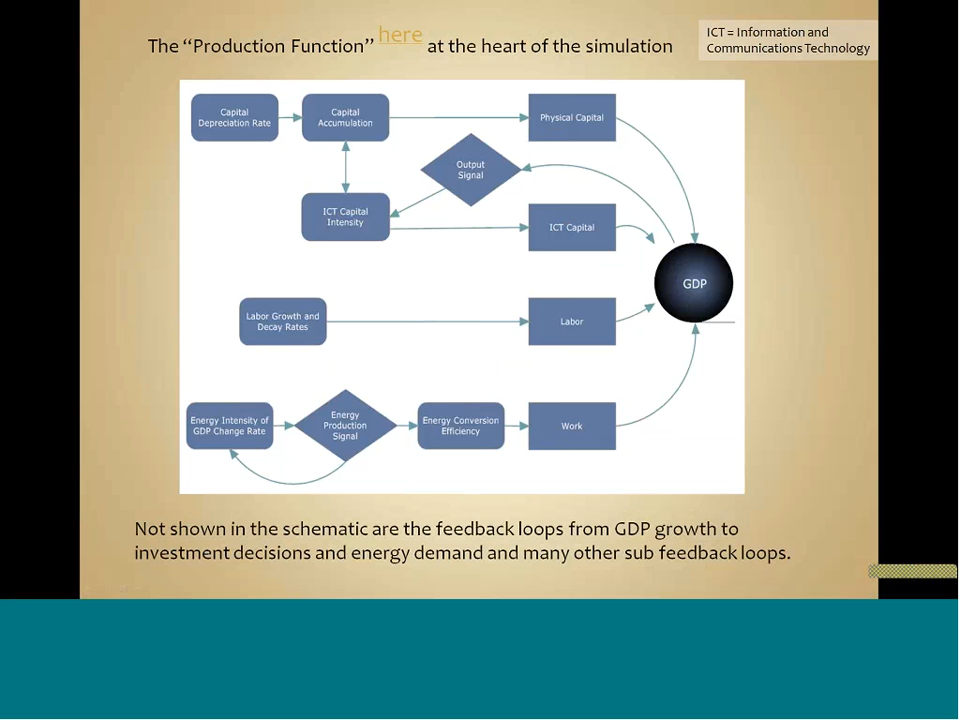 The “Production Function” here at the heart of the simulation
ICT = Information and
Communications Technology
Capital
Depreciation Rate
Capital
Accumulation
Physical Capital
Output
Signal
ICT Capital
Intensity
ICT Capital
GDP
Labor Growth and
Decay Rates
Labor
Energy Intensity of
GDP Change Rate
Energy
Production
Signal
Energy Conversion
Efficiency
Work
Not shown in the schematic are the feedback loops from GDP growth to
investment decisions and energy demand and many other sub feedback loops.